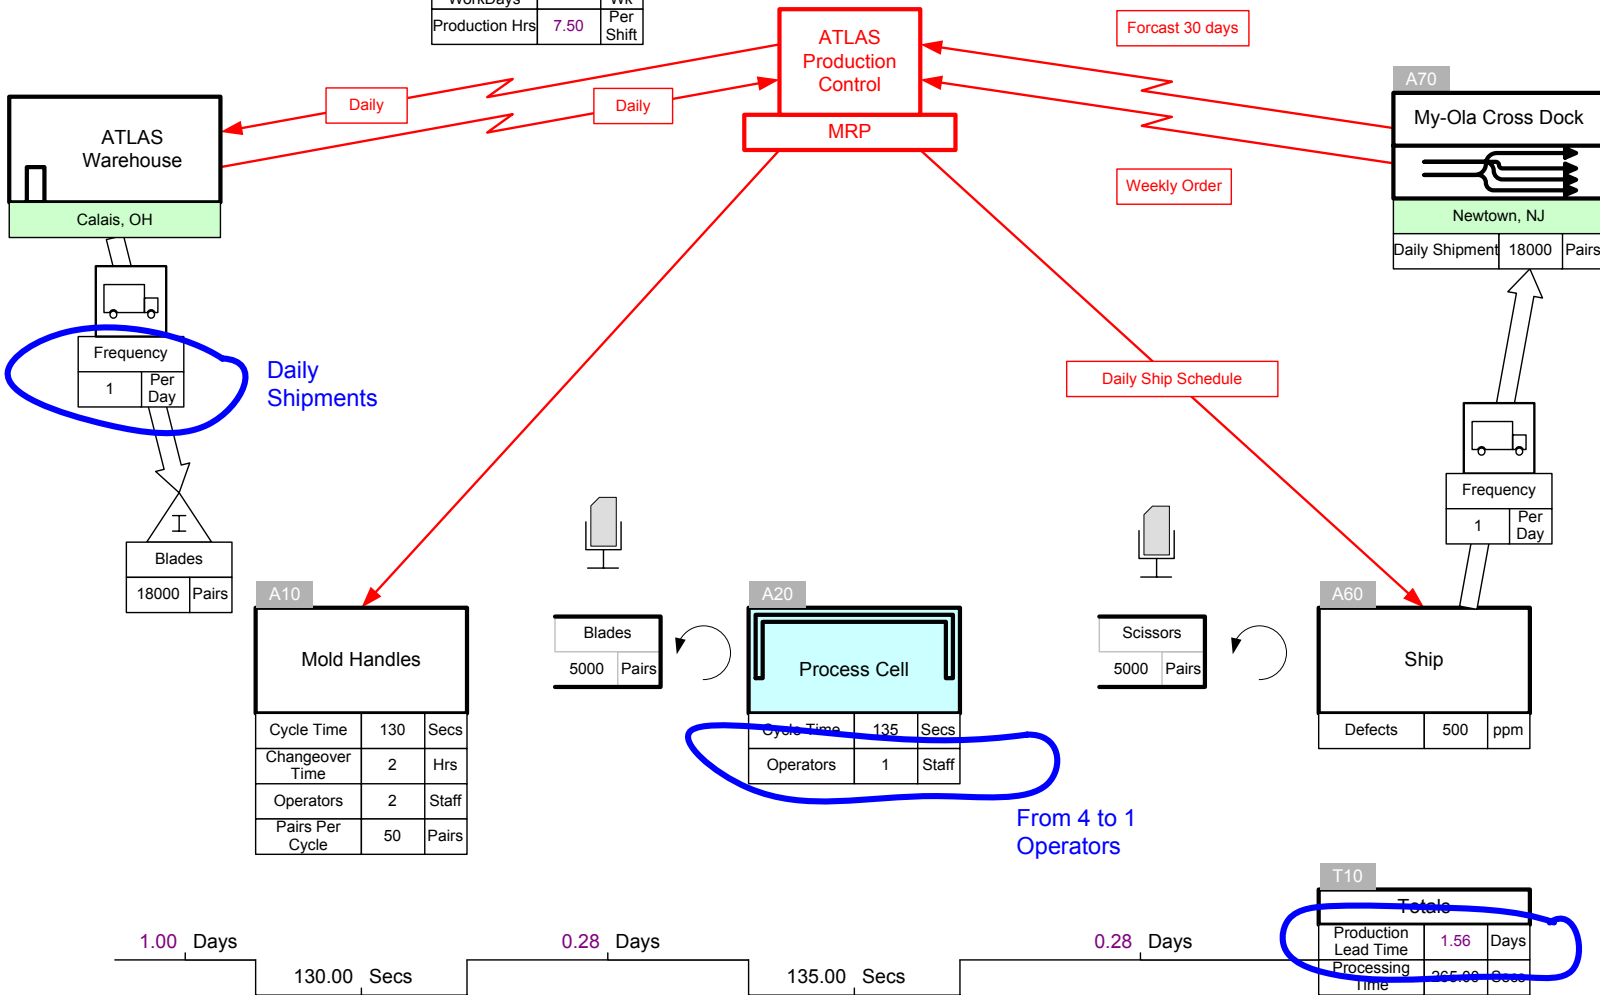 WorkDays Wk
Production Hrs 7.50 Per Shift
ATLAS
Production
Control
MRP
Forcast 30 days
Weekly Order
Daily
Daily
ATLAS
Warehouse
Calais, OH
A70
My-Ola Cross Dock
Newtown, NJ
Daily Shipment 18000 Pairs
Frequency
1 Per Day
Daily
Shipments
Daily Ship Schedule
Frequency
1 Per Day
I
Blades
18000 Pairs
A10
Mold Handles
Cycle Time 130 Secs
Changeover Time 2 Hrs
Operators 2 Staff
Pairs Per Cycle 50 Pairs
Blades
5000 Pairs
A20
Process Cell
Cycle Time 135 Secs
Operators 1 Staff
From 4 to 1
Operators
Scissors
5000 Pairs
A60
Ship
Defects 500 ppm
T10
Totals
Production Lead Time 1.56 Days
Processing Time 265.00 Secs
1.00 Days
130.00 Secs
0.28 Days
135.00 Secs
0.28 Days